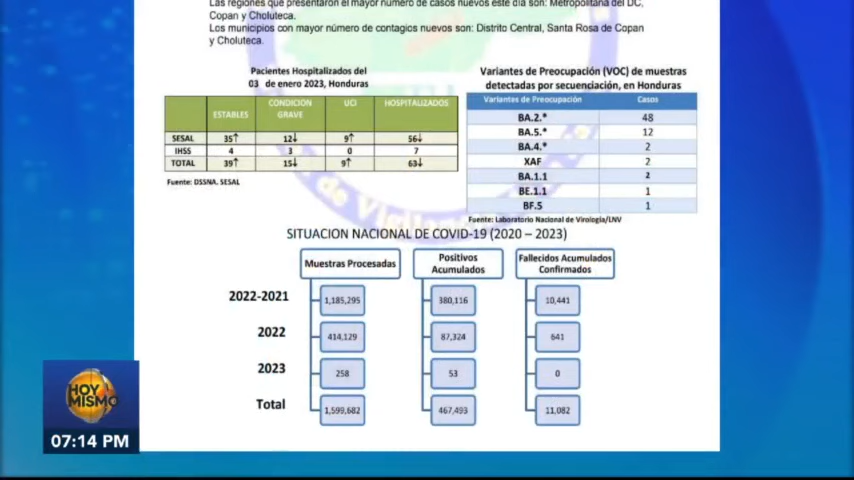 Las regiones que presentaron el mayor número de casos nuevos este día son: Metropolitana del DC,
Copan y Choluteca.
Los municipios con mayor número de contagios nuevos son: Distrito Central, Santa Rosa de Copan
y Choluteca.
Pacientes Hospitalizados del
03 de enero 2023, Honduras
ESTABLES CONDICION GRAVE UCI HOSPITALIZADOS
SESAL 35↑ 12↓ 9↑ 56↓
IHSS 4 3 0 7
TOTAL 39↑ 15↓ 9↑ 63↓
Fuente: DSSNA. SESAL
Variantes de Preocupación (VOC) de muestras
detectadas por secuenciación, en Honduras
Variantes de Preocupación Casos
BA.2.* 48
BA.5.* 12
BA.4.* 2
XAF 2
BA.1.1 2
BE.1.1 1
BF.5 1
Fuente: Laboratorio Nacional de Virología/LNV
SITUACION NACIONAL DE COVID-19 (2020 – 2023)
Muestras Procesadas
Positivos
Acumulados
Fallecidos Acumulados
Confirmados
2022-2021 1,185,295 380,116 10,441
2022 414,129 87,324 641
2023 258 53 0
Total 1,599,682 467,493 11,082
HOY
MISMO
07:14 PM